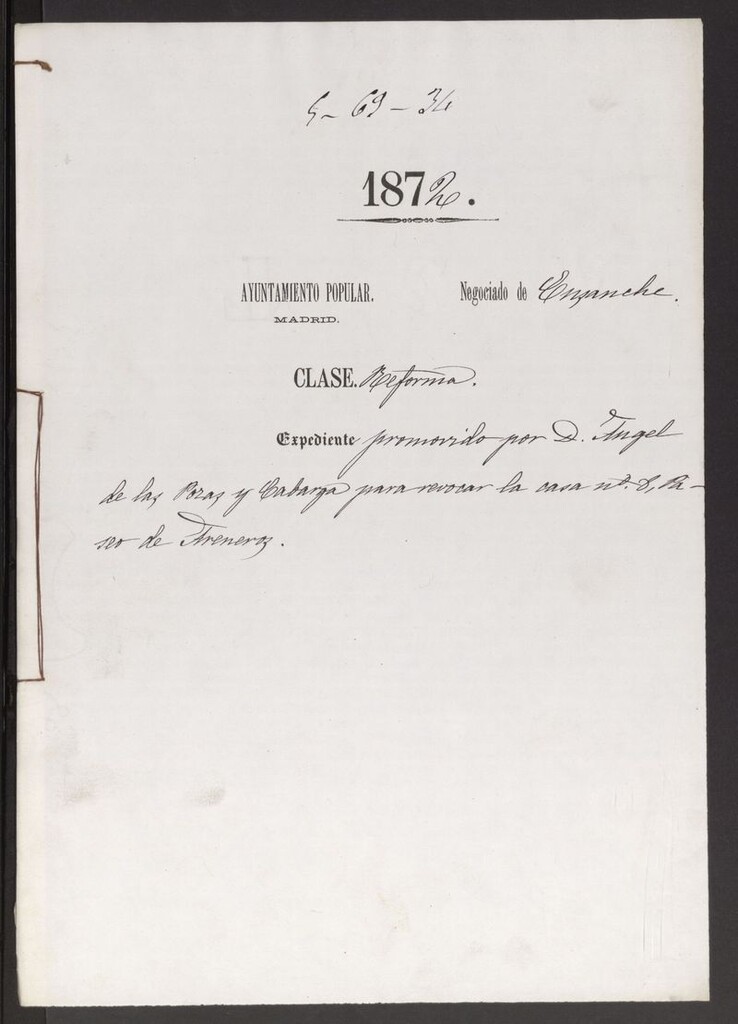 5-69-34
1872.
AYUNTAMIENTO POPULAR. Negociado de Ensanche.
MADRID.
CLASE. Reforma.
Expediente promovido por D. Angel
de las Pozas y Cabarga para revocar la casa nº. 8, Pa-
seo de Areneros.